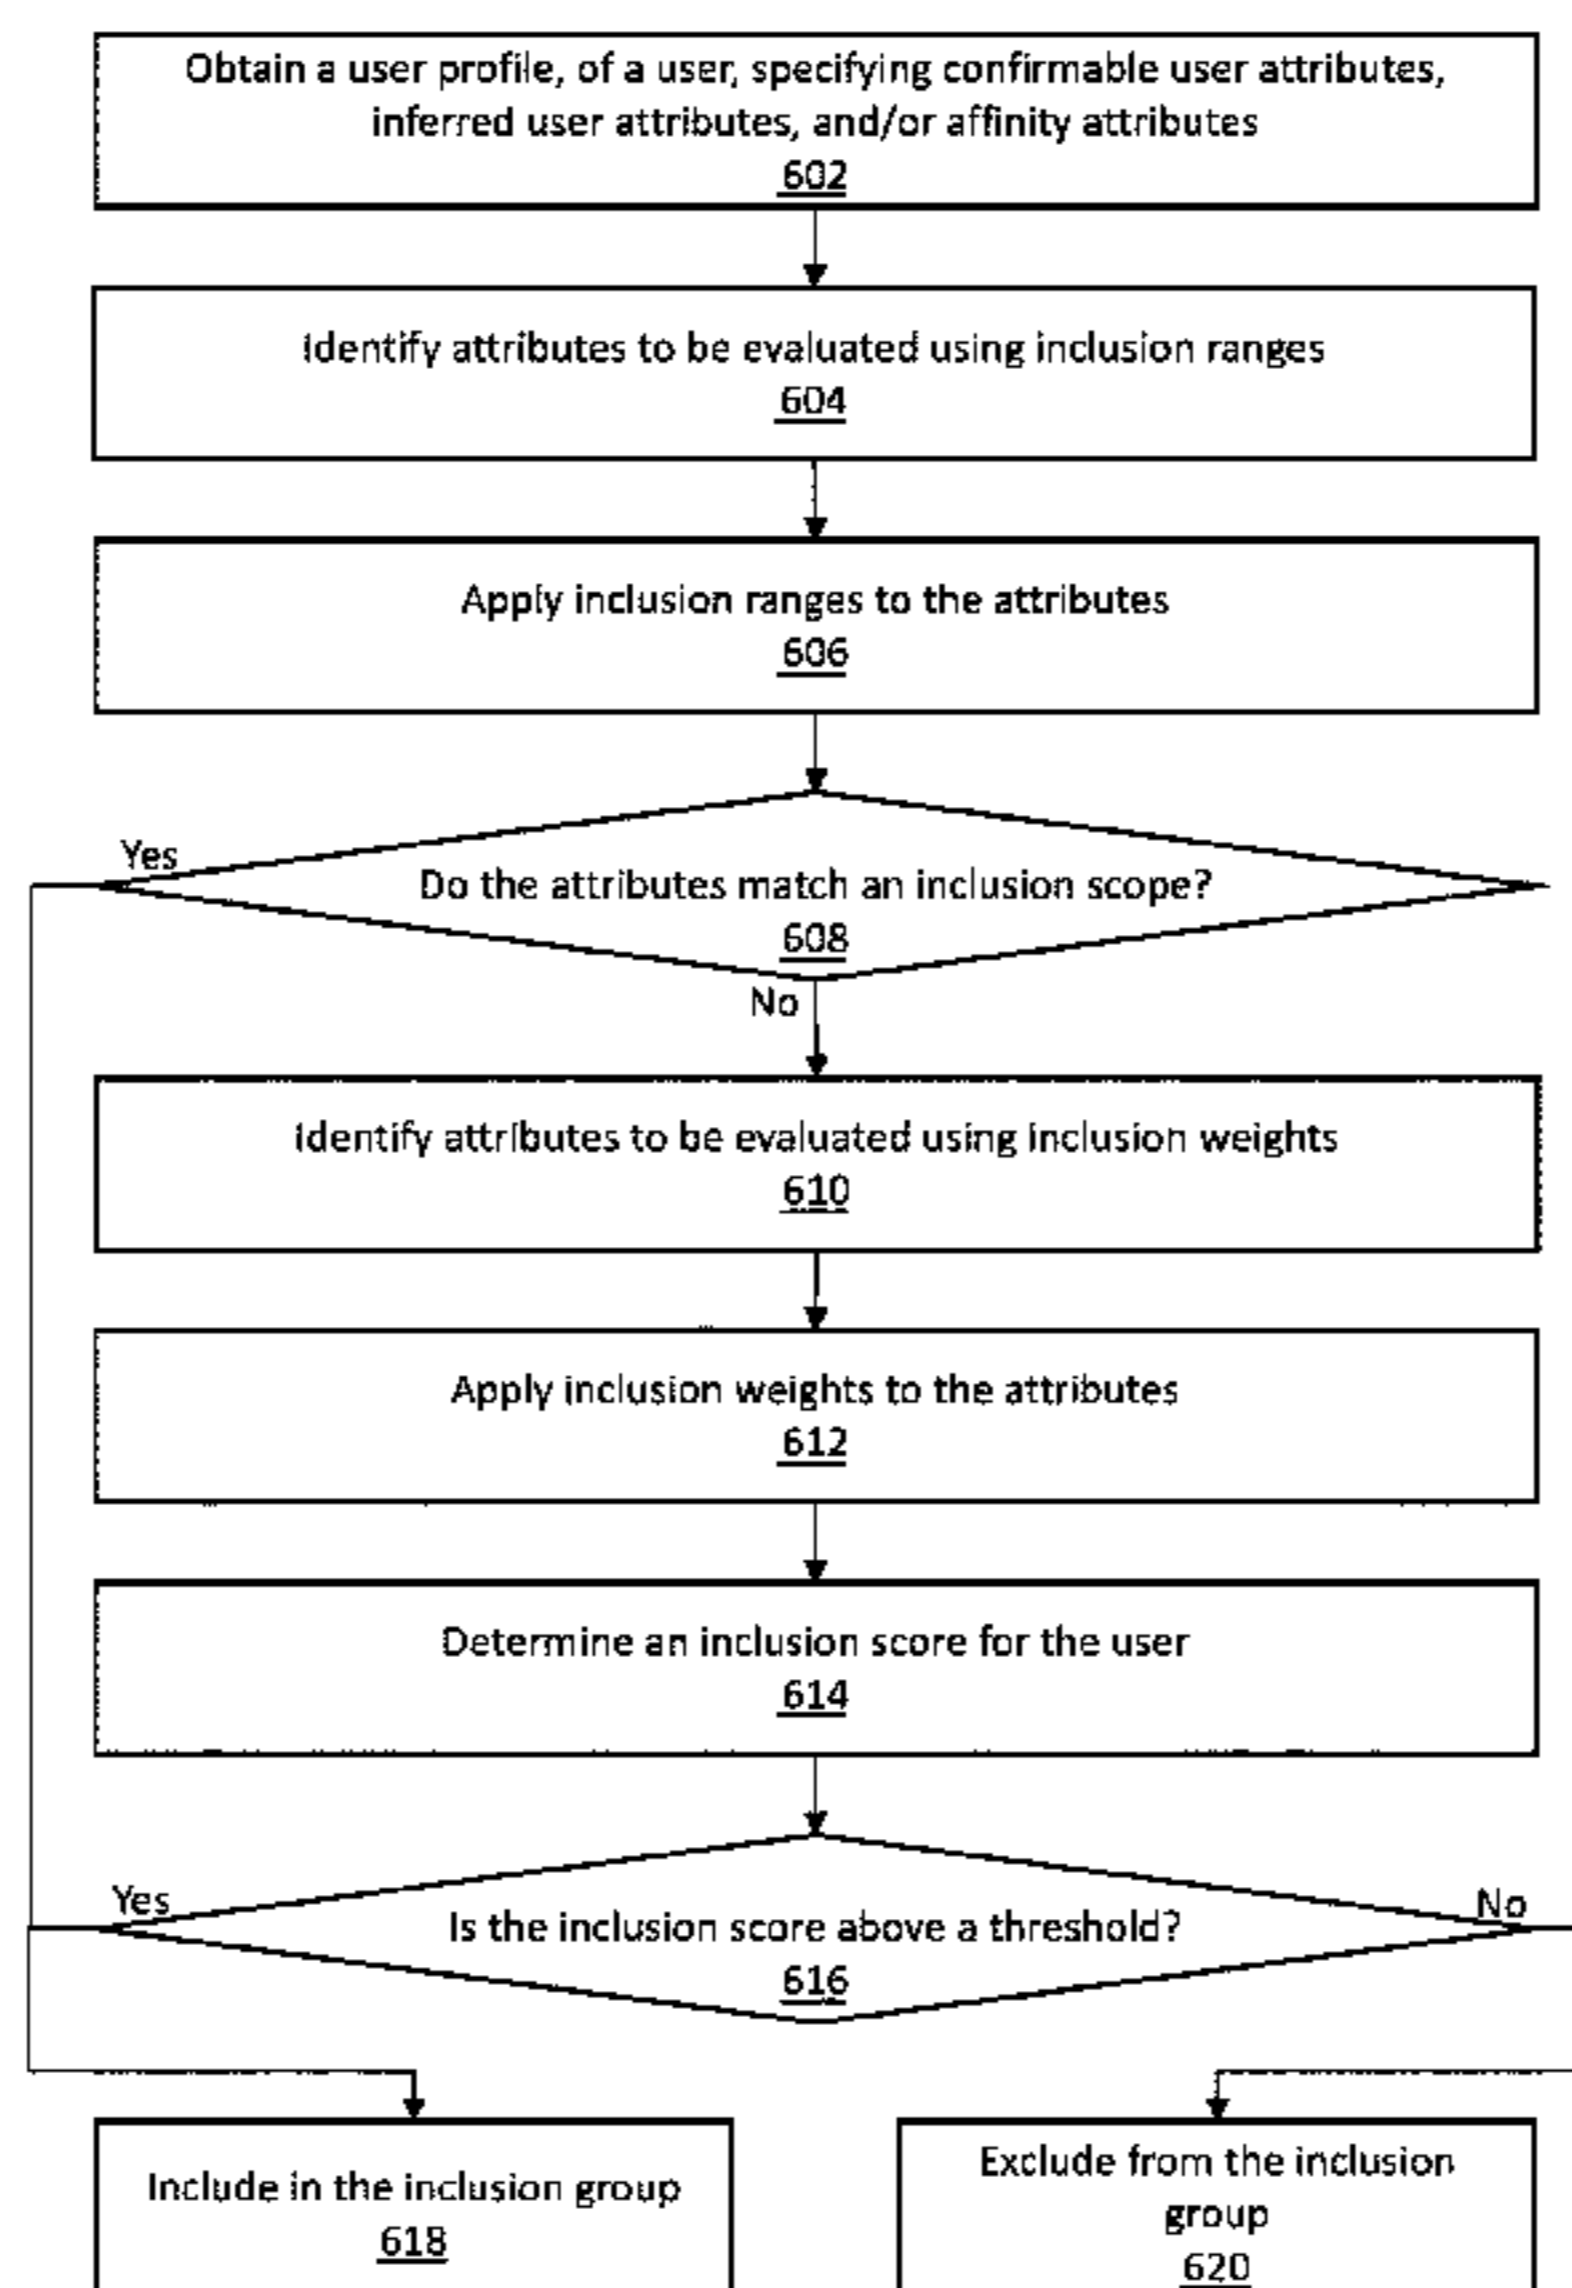 Obtain a user profile, of a user, specifying confirmable user attributes,
inferred user attributes, and/or affinity attributes
602
Identify attributes to be evaluated using inclusion ranges
604
Apply inclusion ranges to the attributes
606
Yes
Do the attributes match an inclusion scope?
608
No
Identify attributes to be evaluated using inclusion weights
610
Apply inclusion weights to the attributes
612
Determine an inclusion score for the user
614
Yes
No
Is the inclusion score above a threshold?
616
Include in the inclusion group
618
Exclude from the inclusion
group
620